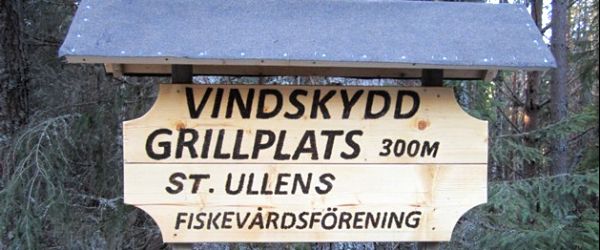 VINDSKYDD
GRILLPLATS 300M
ST. ULLENS
FISKEVÅRDSFÖRENING